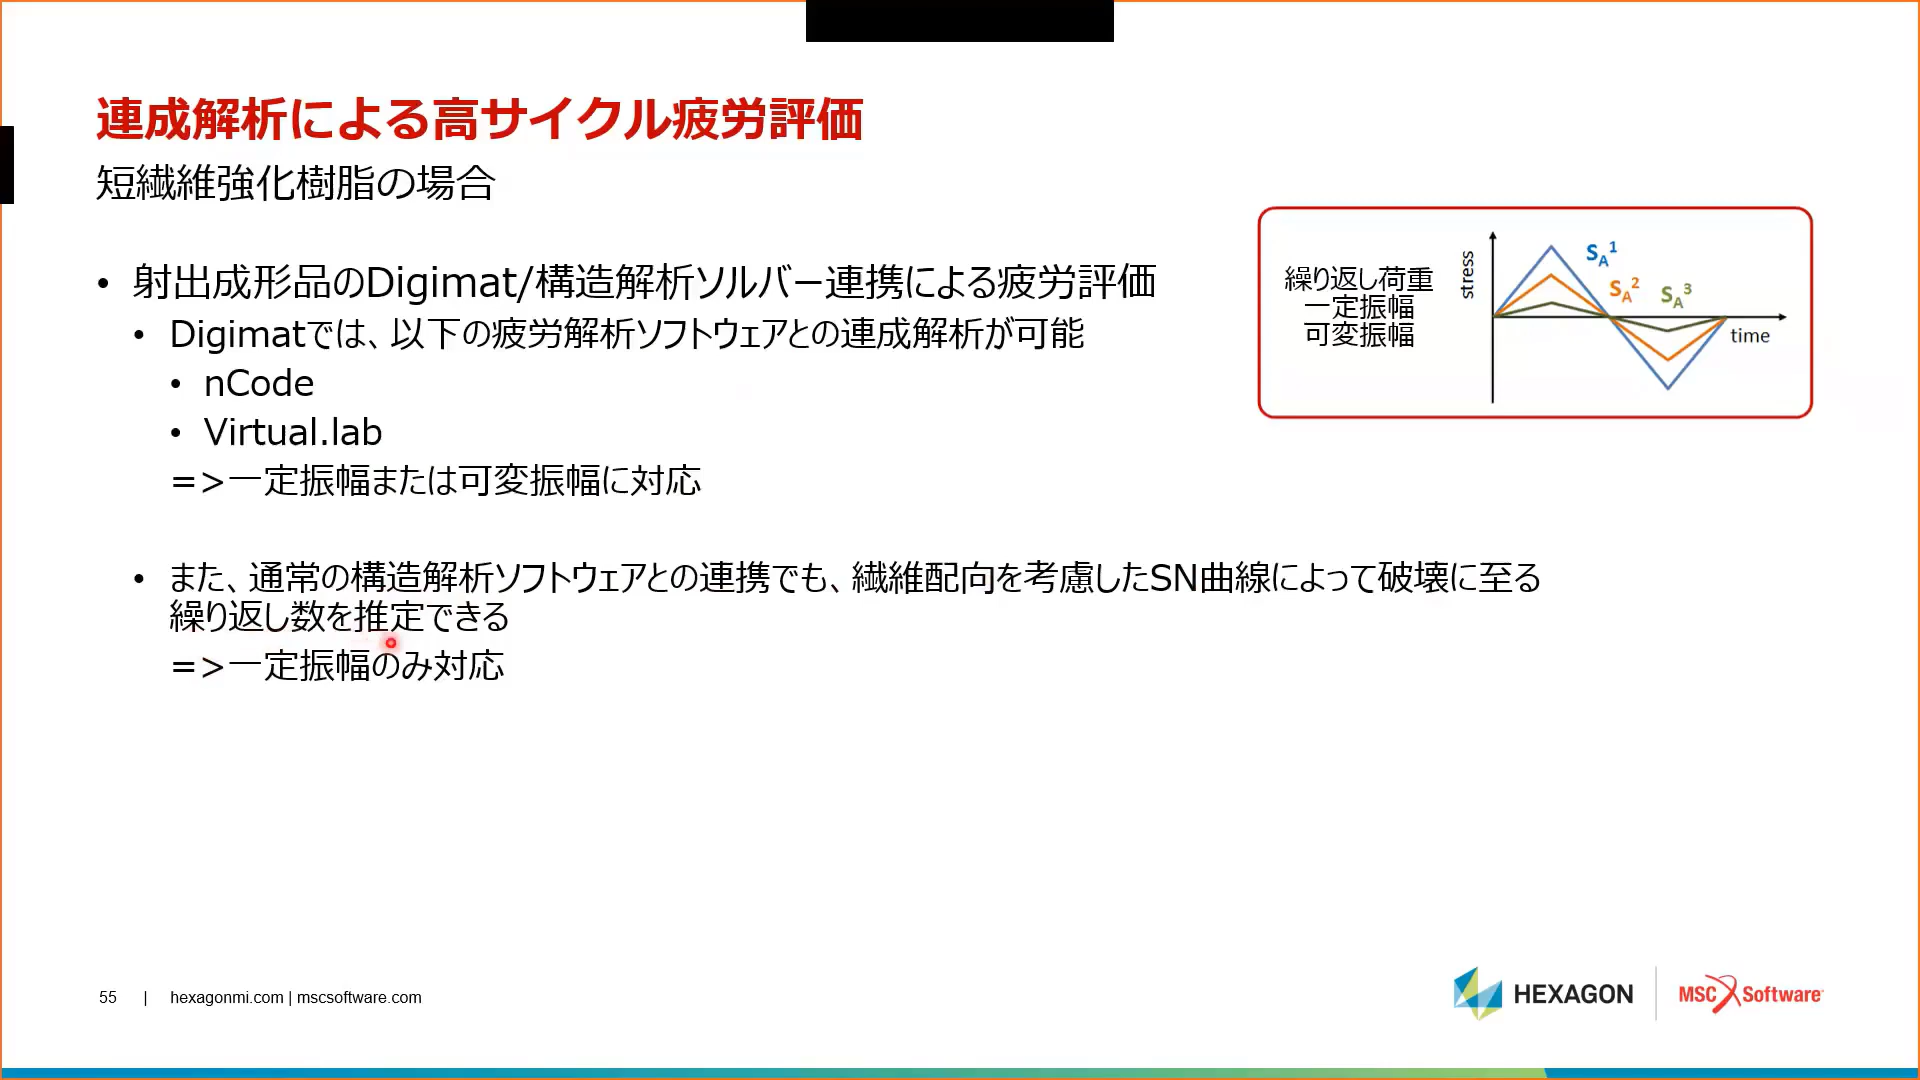 連成解析による高サイクル疲労評価
短繊維強化樹脂の場合
• 射出成形品のDigimat/構造解析ソルバー連携による疲労評価
• Digimatでは、以下の疲労解析ソフトウェアとの連成解析が可能
• nCode
• Virtual.lab
=>一定振幅または可変振幅に対応
• また、通常の構造解析ソフトウェアとの連携でも、繊維配向を考慮したSN曲線によって破壊に至る
繰り返し数を推定できる
=>一定振幅のみ対応
繰り返し荷重
一定振幅
可変振幅
stress
SA1
SA2
SA3
time
55 | hexagonmi.com | mscsoftware.com
HEXAGON
MSC Software